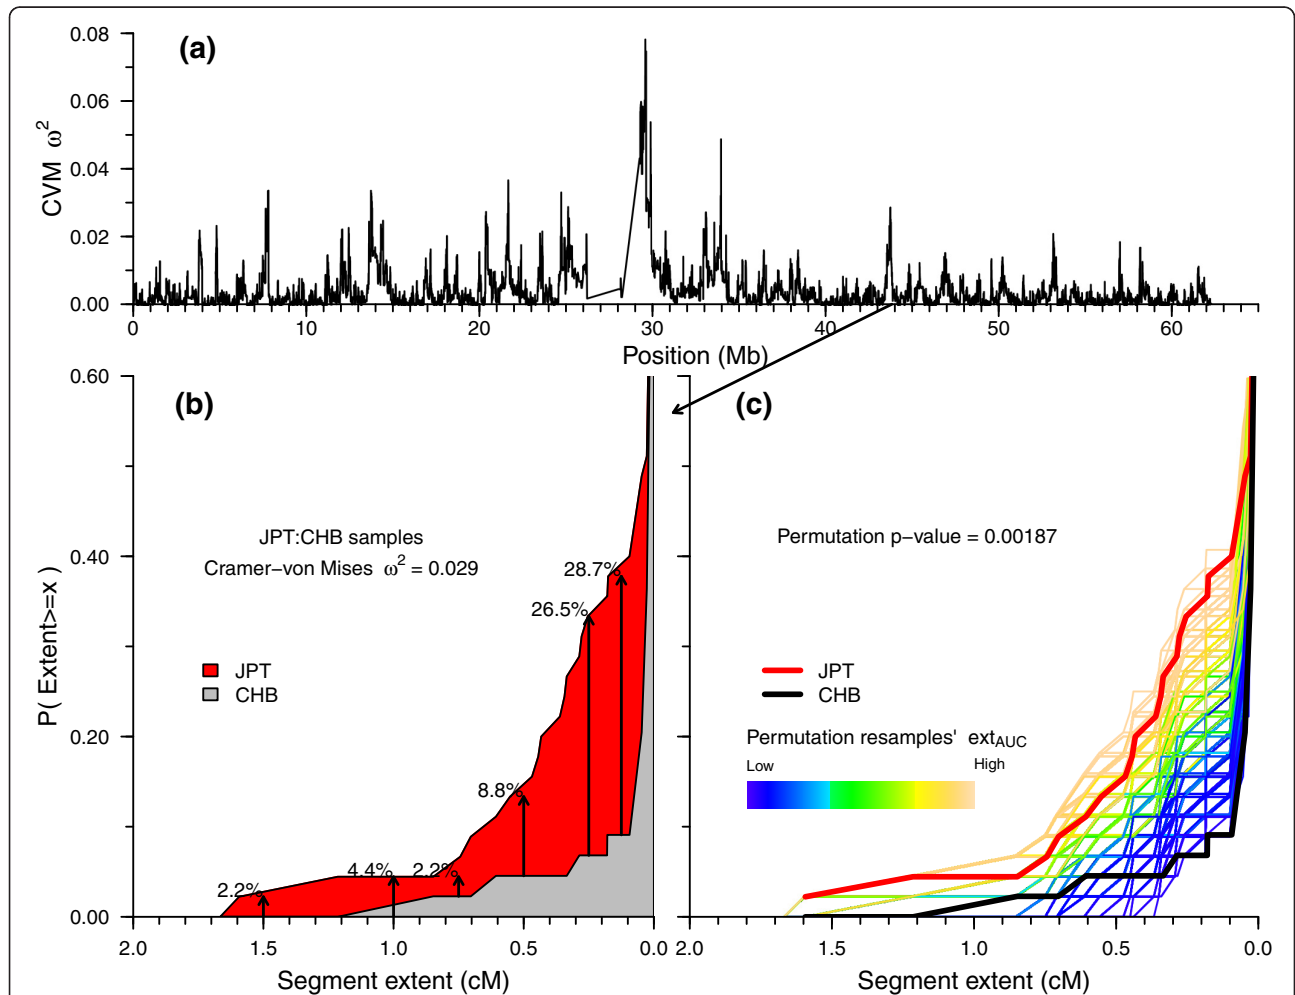 (a)
CVM ω²
0.08
0.06
0.04
0.02
0.00
0 10 20 30 40 50 60
Position (Mb)
(b)
P( Extent>=x )
0.60
0.40
0.20
0.00
JPT:CHB samples
Cramer−von Mises ω² = 0.029
28.7%
26.5%
JPT
CHB
8.8%
2.2% 4.4% 2.2%
2.0 1.5 1.0 0.5 0.0
Segment extent (cM)
(c)
Permutation p−value = 0.00187
JPT
CHB
Permutation resamples' extAUC
Low High
2.0 1.5 1.0 0.5 0.0
Segment extent (cM)